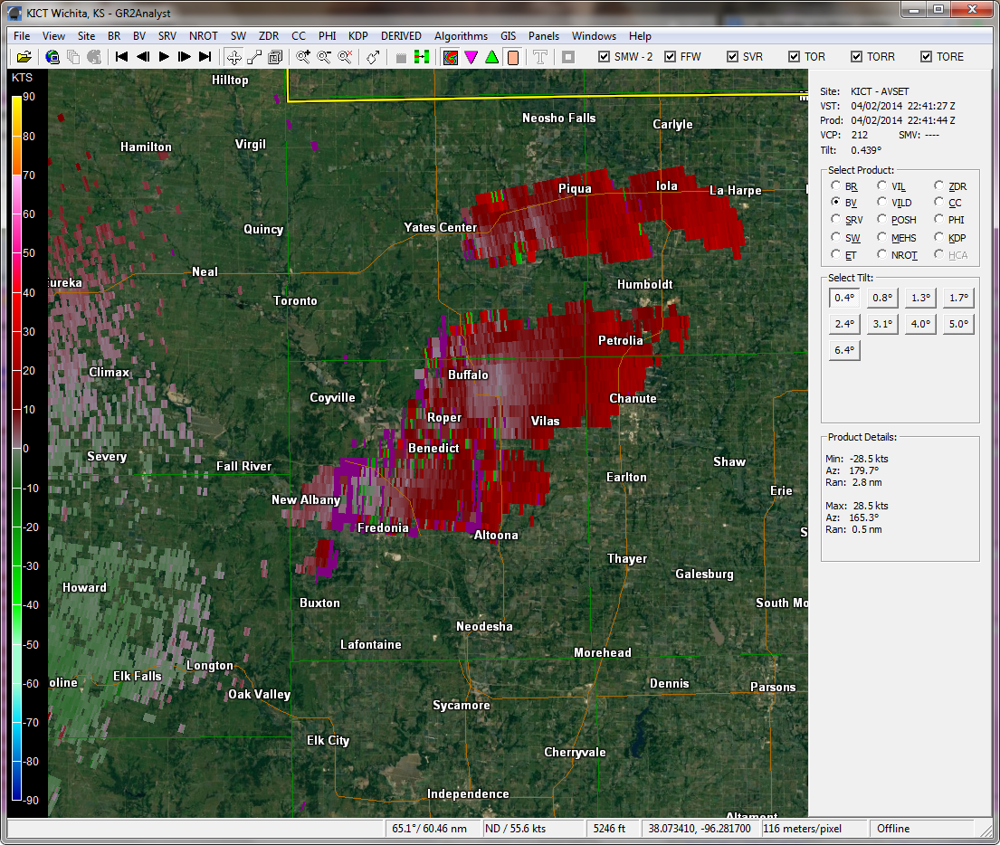 KICT Wichita, KS - GR2Analyst
File View Site BR BV SRV NROT SW ZDR CC PHI KDP DERIVED Algorithms GIS Panels Windows Help
SMW - 2 FFW SVR TOR TORR TORE
KTS
90
80
70
60
50
40
30
20
10
0
-10
-20
-30
-40
-50
-60
-70
-80
-90
Hilltop
Neosho Falls
Carlyle
Hamilton
Virgil
Piqua
Iola
La Harpe
Quincy
Yates Center
Neal
ureka
Toronto
Humboldt
Petrolia
Climax
Buffalo
Coyville
Chanute
Roper
Vilas
Benedict
Severy
Fall River
Shaw
Earlton
Erie
New Albany
Fredonia
Altoona
Thayer
Galesburg
Howard
Buxton
South Mo
Neodesha
Lafontaine
Morehead
Longton
Elk Falls
oline
Dennis
Parsons
Oak Valley
Sycamore
Elk City
Cherryvale
Independence
Altamont
Site: KICT - AVSET
VST: 04/02/2014 22:41:27 Z
Prod: 04/02/2014 22:41:44 Z
VCP: 212 SMV: ----
Tilt: 0.439°
Select Product:
BR VIL ZDR
BV VILD CC
SRV POSH PHI
SW MEHS KDP
ET NROT HCA
Select Tilt:
0.4° 0.8° 1.3° 1.7°
2.4° 3.1° 4.0° 5.0°
6.4°
Product Details:
Min: -28.5 kts
Az: 179.7°
Ran: 2.8 nm
Max: 28.5 kts
Az: 165.3°
Ran: 0.5 nm
65.1°/ 60.46 nm ND / 55.6 kts 5246 ft 38.073410, -96.281700 116 meters/pixel Offline